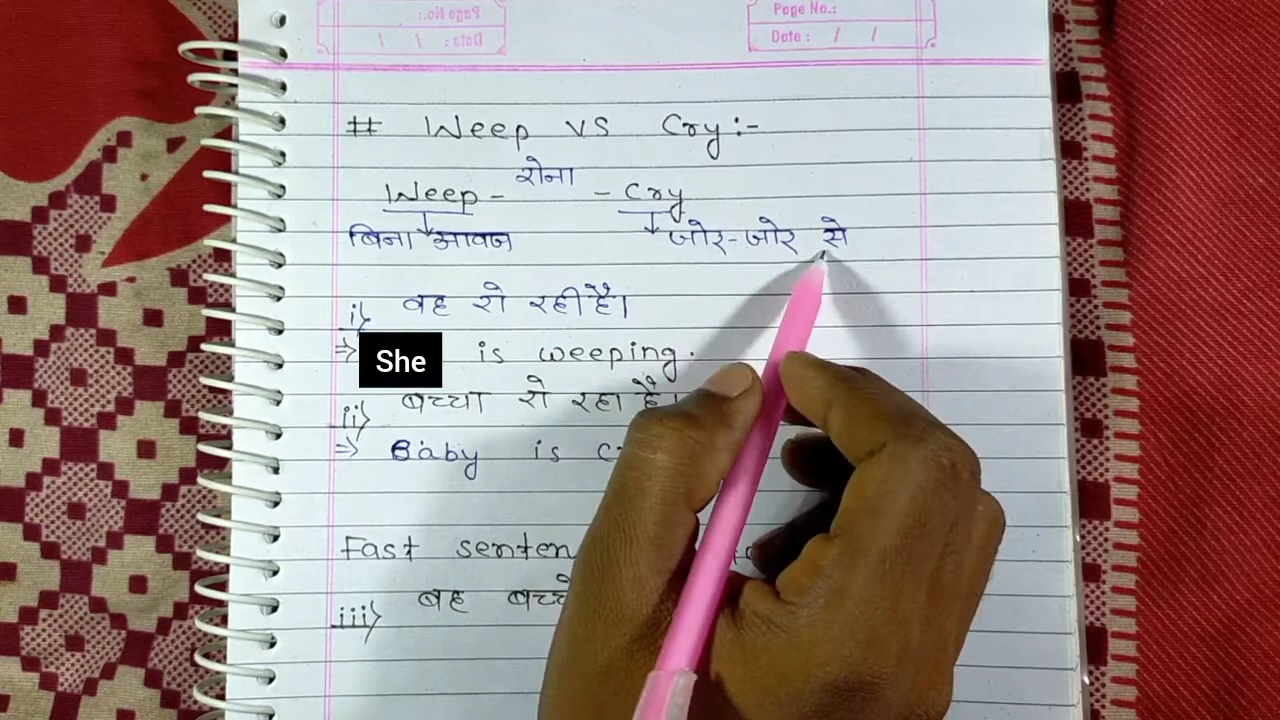 Page No.:
Date : / /
# Weep vs Cry:-
Weep - रोना - Cry
बिना आवाज जोर-जोर से
i) वह रो रही है।
⇒ She is weeping.
ii) बच्चा रो रहा है।
⇒ Baby is
Fast
iii) वह